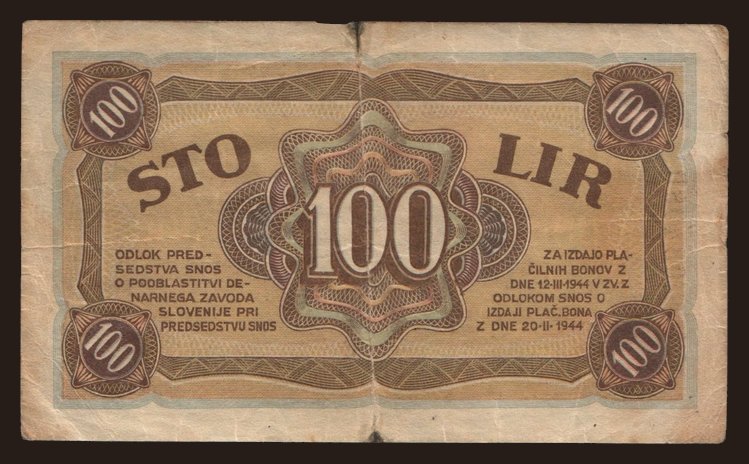 100
100
STO
LIR
100
ODLOK PRED-
SEDSTVA SNOS
O POOBLASTITVI DE-
NARNEGA ZAVODA
SLOVENIJE PRI
PREDSEDSTVU SNOS
ZA IZDAJO PLA-
ČILNIH BONOV Z
DNE 12·III·1944 V ZV. Z
ODLOKOM SNOS O
IZDAJI PLAČ. BONA
Z DNE 20·II·1944
100
100